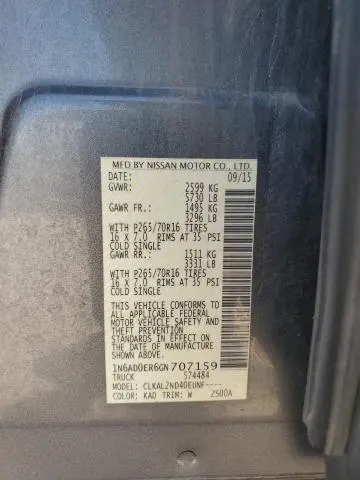 MFD BY NISSAN MOTOR CO., LTD.
DATE: 09/15
GVWR: 2599 KG
5730 LB
GAWR FR.: 1495 KG
3296 LB
WITH P265/70R16 TIRES
16 X 7.0 RIMS AT 35 PSI
COLD SINGLE
GAWR RR.: 1511 KG
3331 LB
WITH P265/70R16 TIRES
16 X 7.0 RIMS AT 35 PSI
COLD SINGLE
THIS VEHICLE CONFORMS TO
ALL APPLICABLE FEDERAL
MOTOR VEHICLE SAFETY
AND THEFT PREVENTION
STANDARDS IN EFFECT ON
THE DATE OF MANUFACTURE
SHOWN ABOVE.
1N6AD0ER6GN707159
TRUCK 574484
MODEL: CLKALZND40EUNF----
COLOR: KAD TRIM: W 2500A